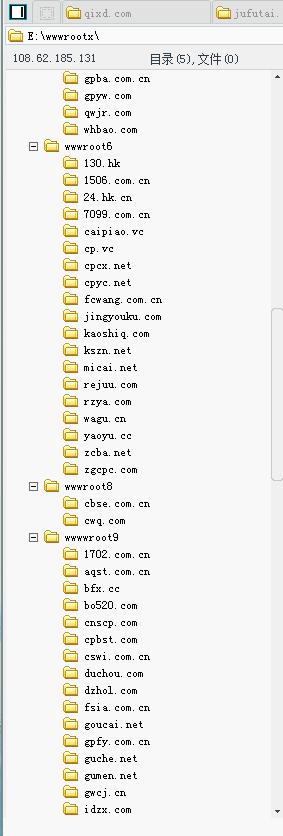 qixd.com
jufutai.
E:\wwwrootx\
108.62.185.131 目录(5),文件(0)
gpba.com.cn
gpyw.com
qwjr.com
whbao.com
wwwroot6
130.hk
1506.com.cn
24.hk.cn
7099.com.cn
caipiao.vc
cp.vc
cpcx.net
cpyc.net
fcwang.com.cn
jingyouku.com
kaoshiq.com
kszn.net
micai.net
rejuu.com
rzya.com
wagu.cn
yaoyu.cc
zcba.net
zgcpc.com
wwwroot8
cbse.com.cn
cwq.com
wwwwroot9
1702.com.cn
aqst.com.cn
bfx.cc
bo520.com
cnscp.com
cpbst.com
cswi.com.cn
duchou.com
dzhol.com
fsia.com.cn
goucai.net
gpfy.com.cn
guche.net
gumen.net
gwcj.cn
idzx.com